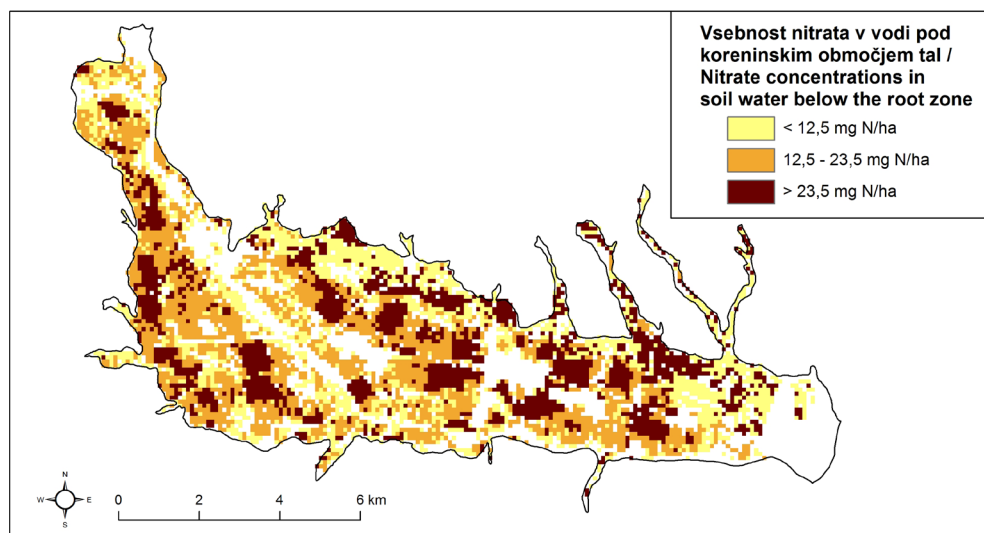 Vsebnost nitrata v vodi pod
koreninskim območjem tal /
Nitrate concentrations in
soil water below the root zone
< 12,5 mg N/ha
12,5 - 23,5 mg N/ha
> 23,5 mg N/ha
N
W E
S
0 2 4 6 km